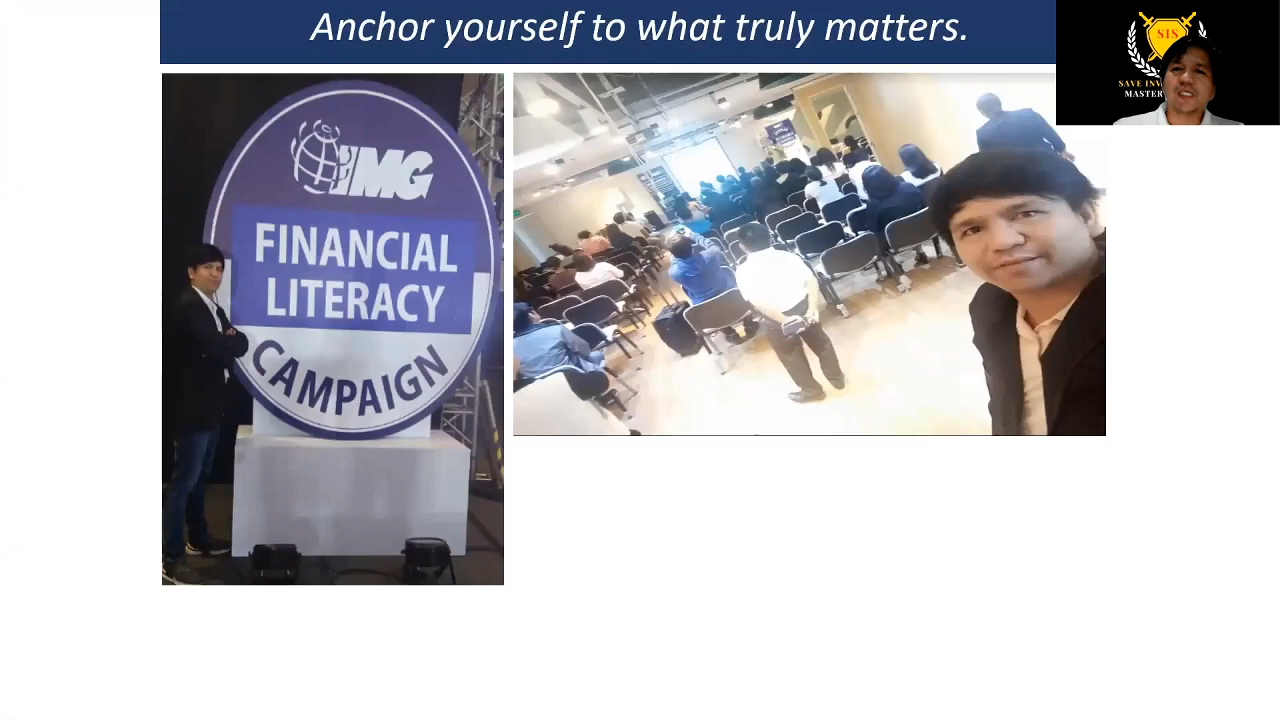 Anchor yourself to what truly matters.
SIS
SAVE INV
MASTER
IMG
FINANCIAL
LITERACY
CAMPAIGN